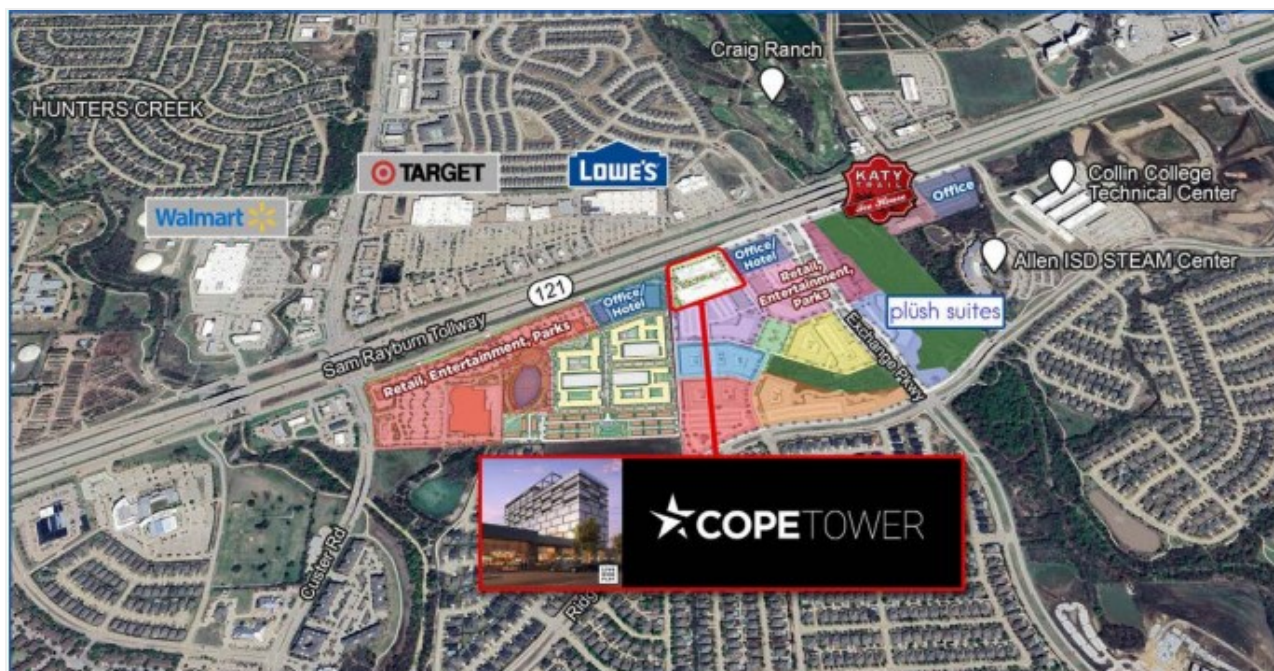 Craig Ranch
HUNTERS CREEK
TARGET
LOWE'S
Walmart
KATY
TRAIL
Ice House
Office
Collin College
Technical Center
Allen ISD STEAM Center
121
Office/
Hotel
Retail,
Entertainment,
Parks
Office/
Hotel
plüsh suites
Sam Rayburn Tollway
Retail, Entertainment, Parks
Exchange Pkwy
COPETOWER
Custer Rd